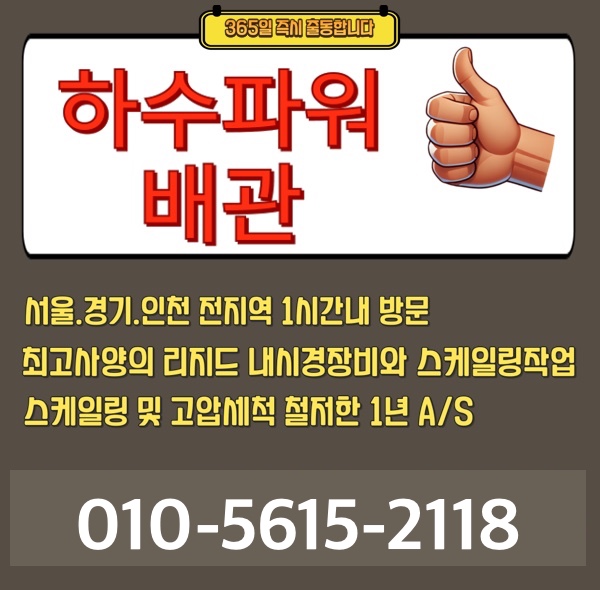 365일 즉시 출동합니다
하수파워
배관
서울.경기.인천 전지역 1시간내 방문
최고사양의 리지드 내시경장비와 스케일링작업
스케일링 및 고압세척 철저한 1년 A/S
010-5615-2118